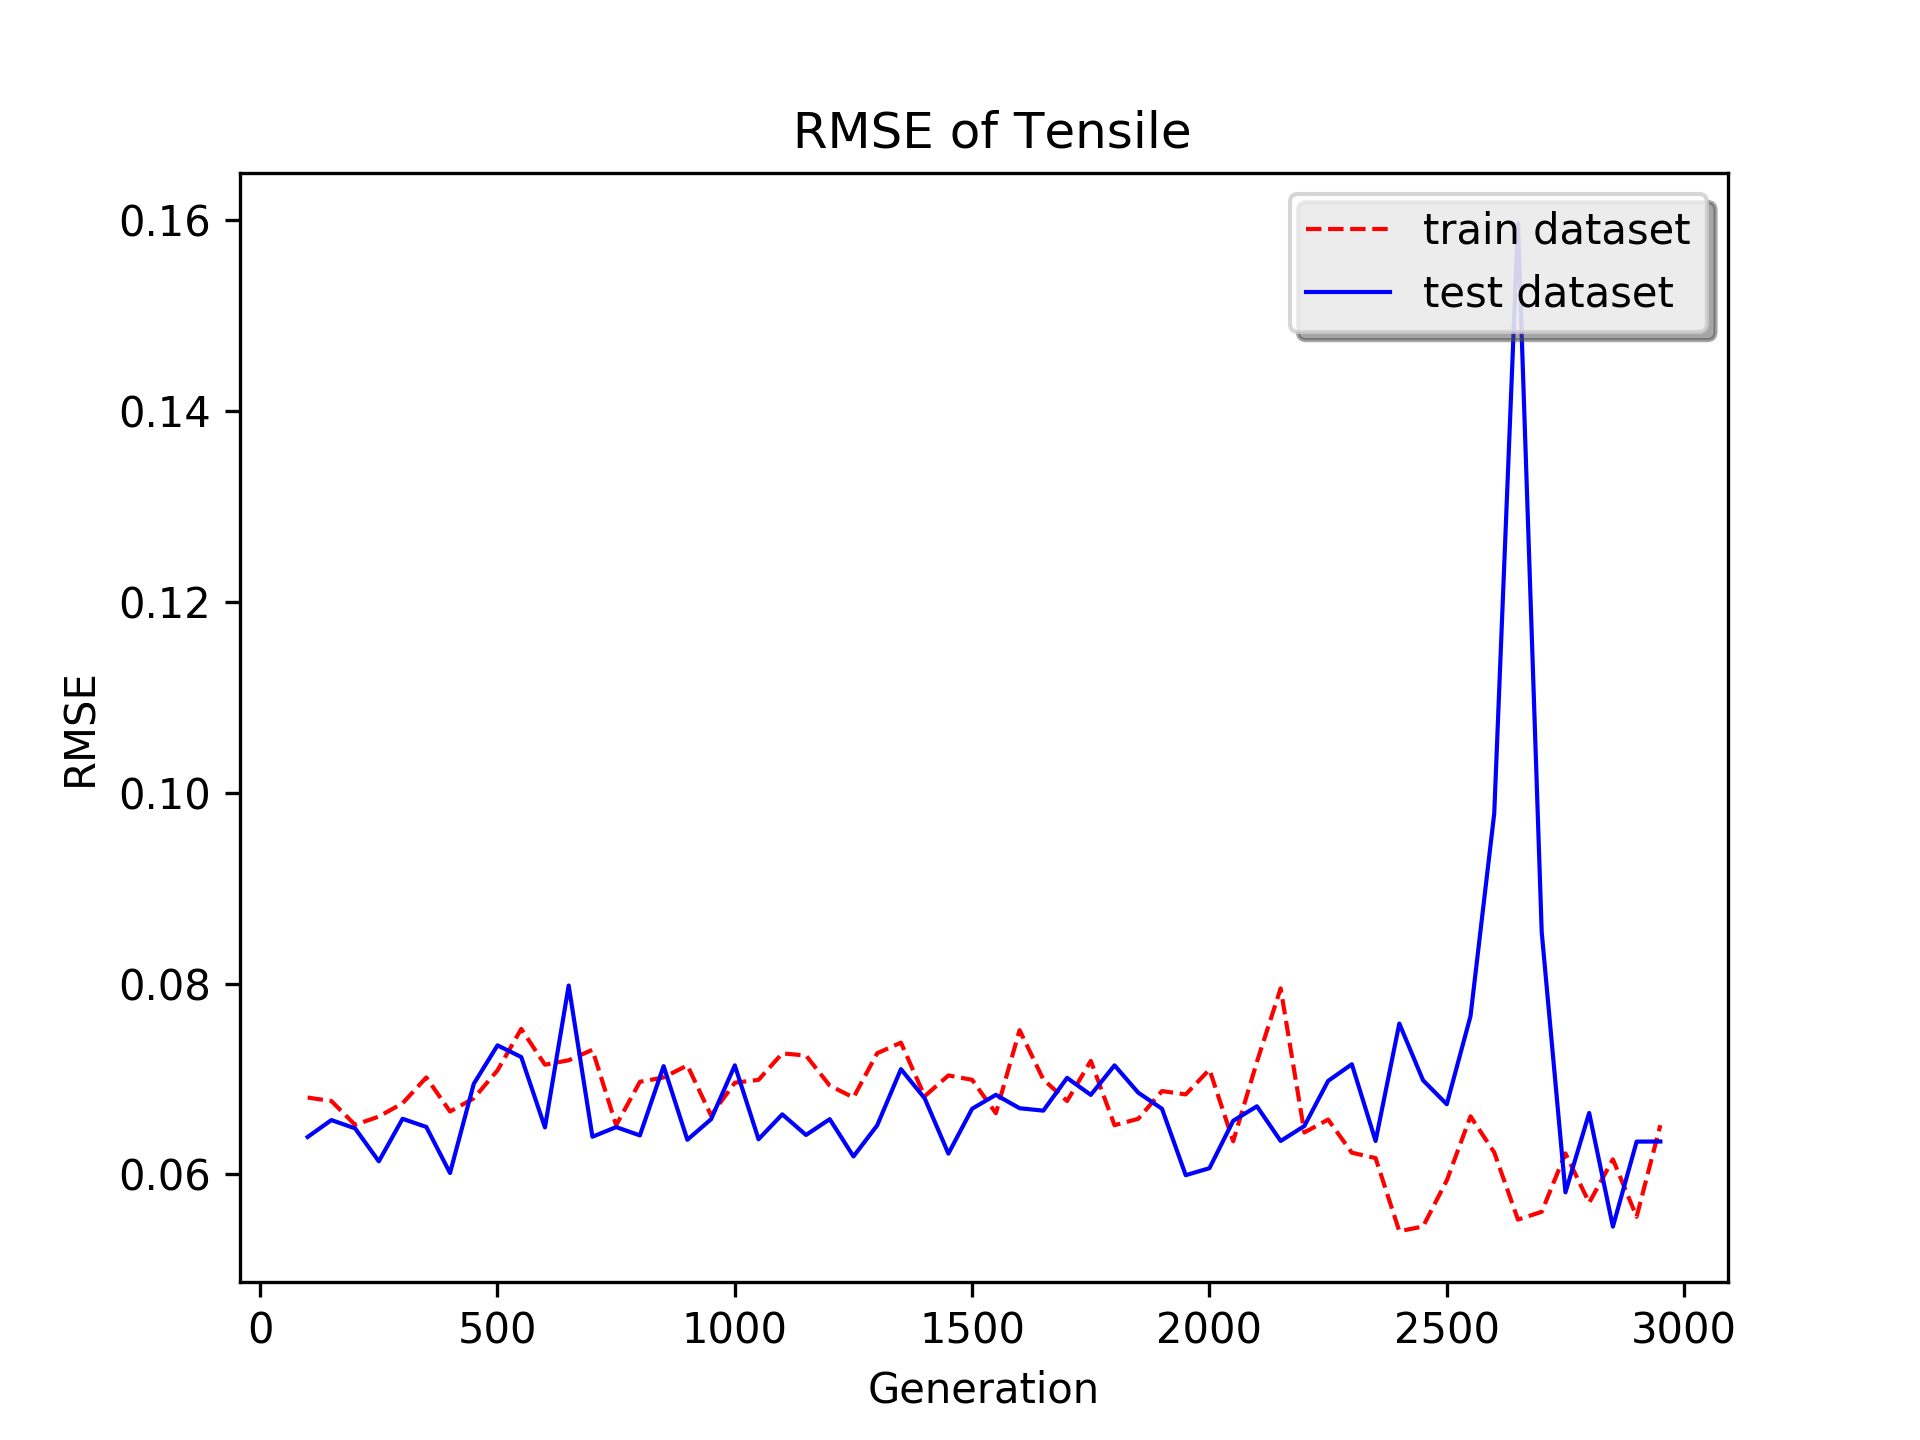 RMSE of Tensile
train dataset
test dataset
0.16
0.14
0.12
0.10
0.08
0.06
RMSE
0 500 1000 1500 2000 2500 3000
Generation